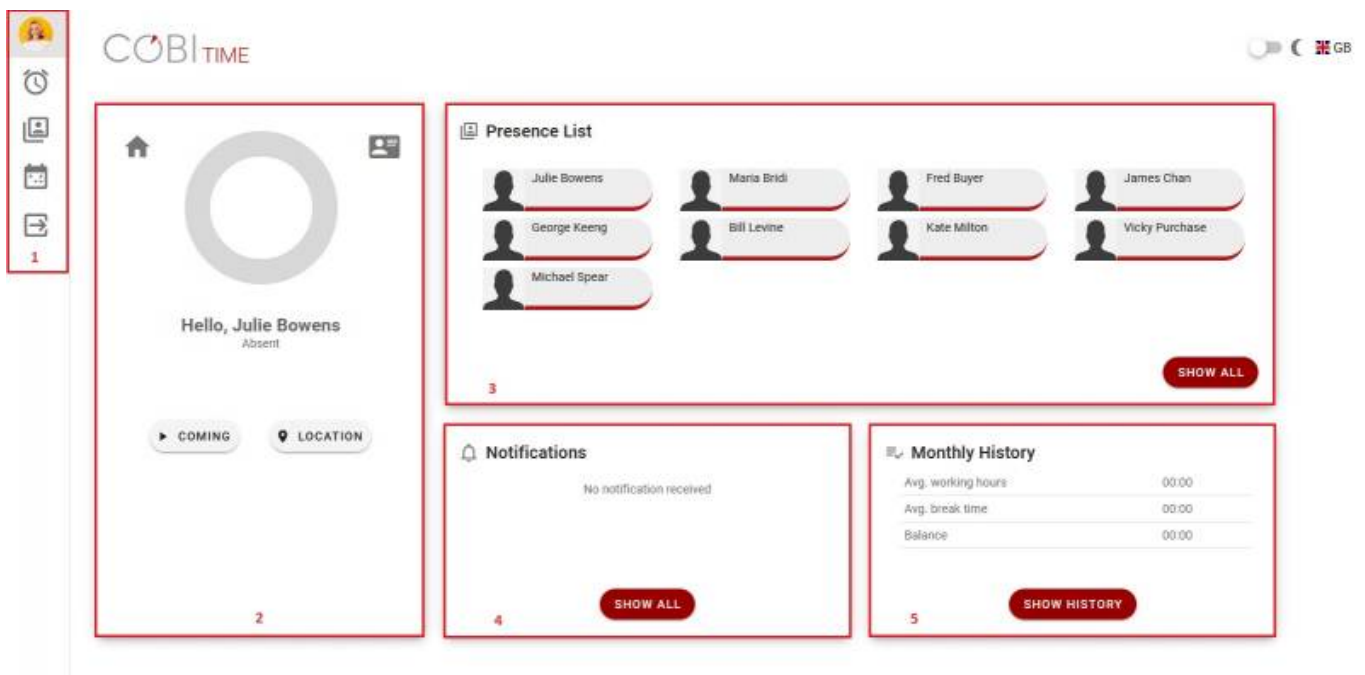 COBI TIME
GB
1
Hello, Julie Bowens
Absent
COMING
LOCATION
2
Presence List
Julie Bowens
Maria Bridi
Fred Buyer
James Chan
George Keeng
Bill Levine
Kate Milton
Vicky Purchase
Michael Spear
SHOW ALL
3
Notifications
No notification received
SHOW ALL
4
Monthly History
Avg. working hours 00:00
Avg. break time 00:00
Balance 00:00
SHOW HISTORY
5